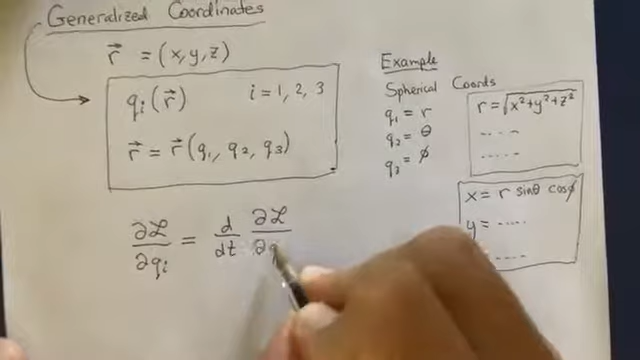 Generalized Coordinates
r⃗ = (x, y, z)
qᵢ(r⃗) i = 1, 2, 3
r⃗ = r⃗(q₁, q₂, q₃)
∂ℒ/∂qᵢ = d/dt ∂ℒ/∂q
Example
Spherical Coords
q₁ = r
q₂ = θ
q₃ = ϕ
r = √x²+y²+z²
.....
.....
x = r sinθ cosϕ
y = .....